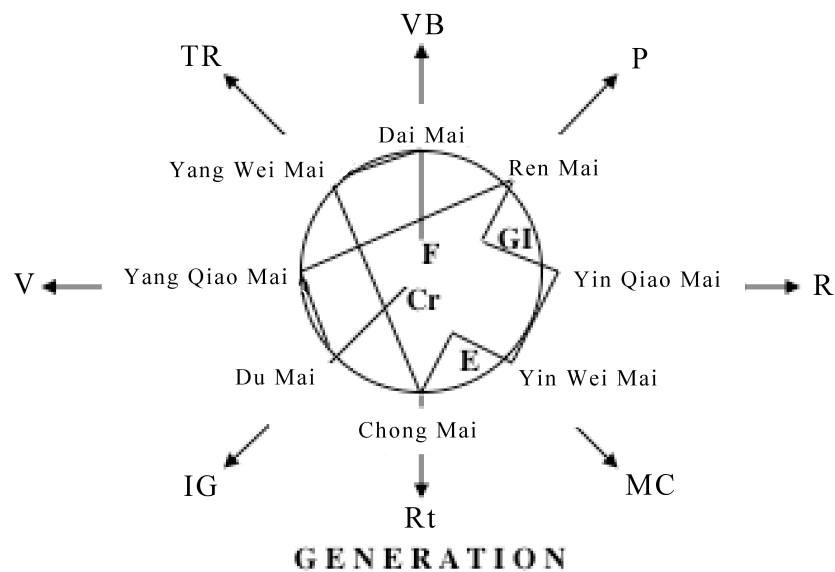 VB
TR
P
Dai Mai
Yang Wei Mai
Ren Mai
GI
F
V
Yang Qiao Mai
Yin Qiao Mai
R
Cr
E
Du Mai
Yin Wei Mai
Chong Mai
IG
MC
Rt
GENERATION